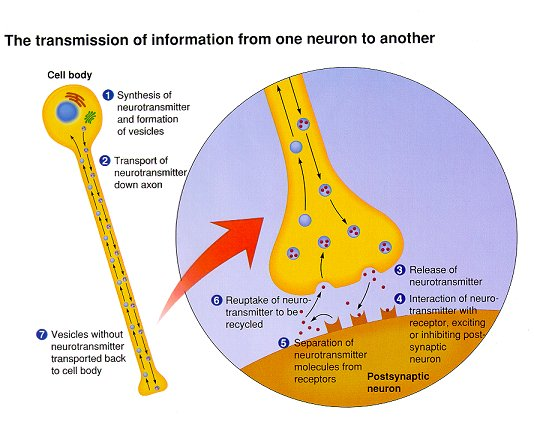 The transmission of information from one neuron to another
Cell body
1 Synthesis of
neurotransmitter
and formation
of vesicles
2 Transport of
neurotransmitter
down axon
3 Release of
neurotransmitter
4 Interaction of neuro-
transmitter with
receptor, exciting
or inhibiting post-
synaptic
neuron
5 Separation of
neurotransmitter
molecules from
receptors
6 Reuptake of neuro-
transmitter to be
recycled
7 Vesicles without
neurotransmitter
transported back
to cell body
Postsynaptic
neuron